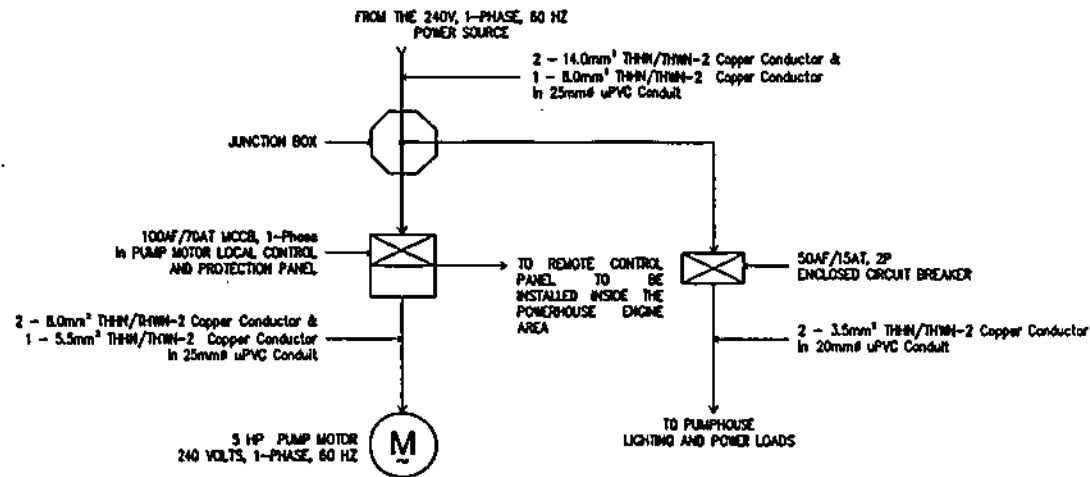 FROM THE 240V, 1-PHASE, 60 HZ
POWER SOURCE
2 - 14.0mm² THHN/THWN-2 Copper Conductor &
1 - 8.0mm² THHN/THWN-2 Copper Conductor
in 25mmø uPVC Conduit
JUNCTION BOX
100AF/70AT MCCB, 1-Phase
in PUMP MOTOR LOCAL CONTROL
AND PROTECTION PANEL
TO REMOTE CONTROL
PANEL TO BE
INSTALLED INSIDE THE
POWERHOUSE ENGINE
AREA
50AF/15AT, 2P
ENCLOSED CIRCUIT BREAKER
2 - 8.0mm² THHN/THWN-2 Copper Conductor &
1 - 5.5mm² THHN/THWN-2 Copper Conductor
in 25mmø uPVC Conduit
2 - 3.5mm² THHN/THWN-2 Copper Conductor
in 20mmø uPVC Conduit
5 HP PUMP MOTOR
240 VOLTS, 1-PHASE, 60 HZ
M
~
TO PUMPHOUSE
LIGHTING AND POWER LOADS